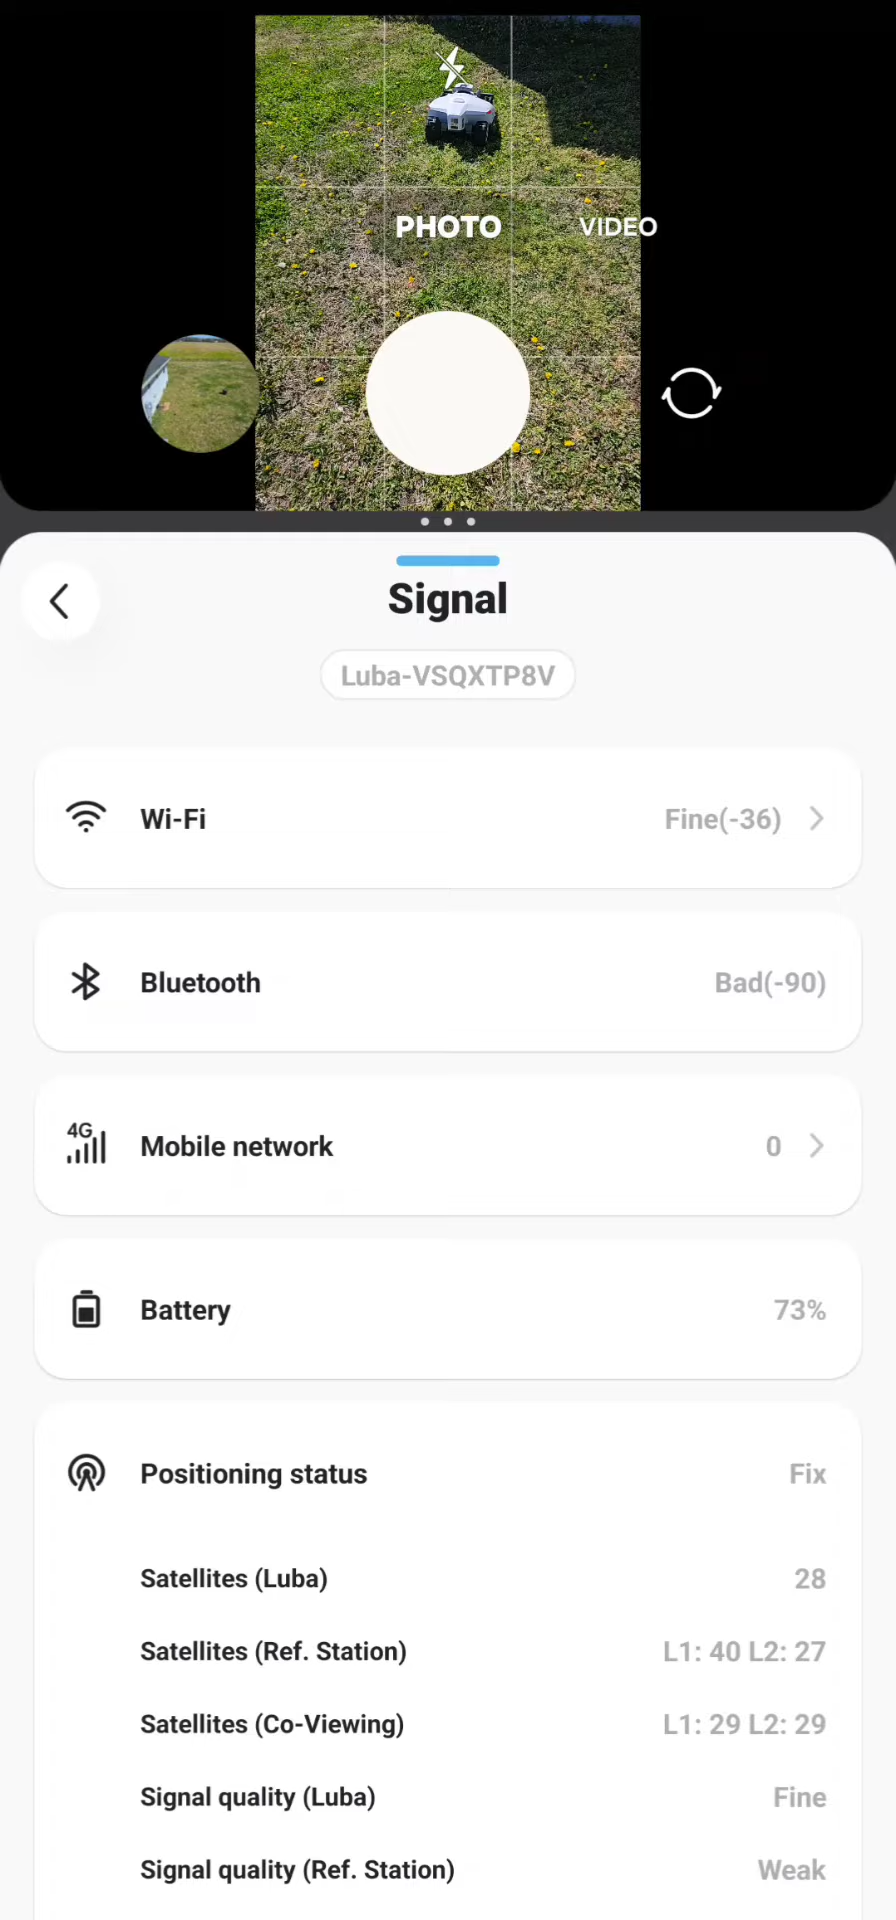 PHOTO
VIDEO
Signal
Luba-VSQXTP8V
Wi-Fi
Fine(-36)
Bluetooth
Bad(-90)
4G
Mobile network
0
Battery
73%
Positioning status
Fix
Satellites (Luba)
28
Satellites (Ref. Station)
L1: 40 L2: 27
Satellites (Co-Viewing)
L1: 29 L2: 29
Signal quality (Luba)
Fine
Signal quality (Ref. Station)
Weak